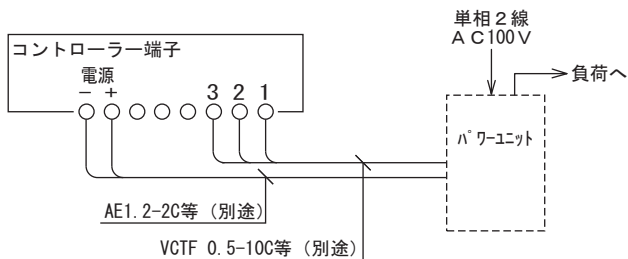 単相2線
AC100V
コントローラー端子
負荷へ
電源
− +
3 2 1
パワーユニット
AE1.2-2C等（別途）
VCTF 0.5-10C等（別途）